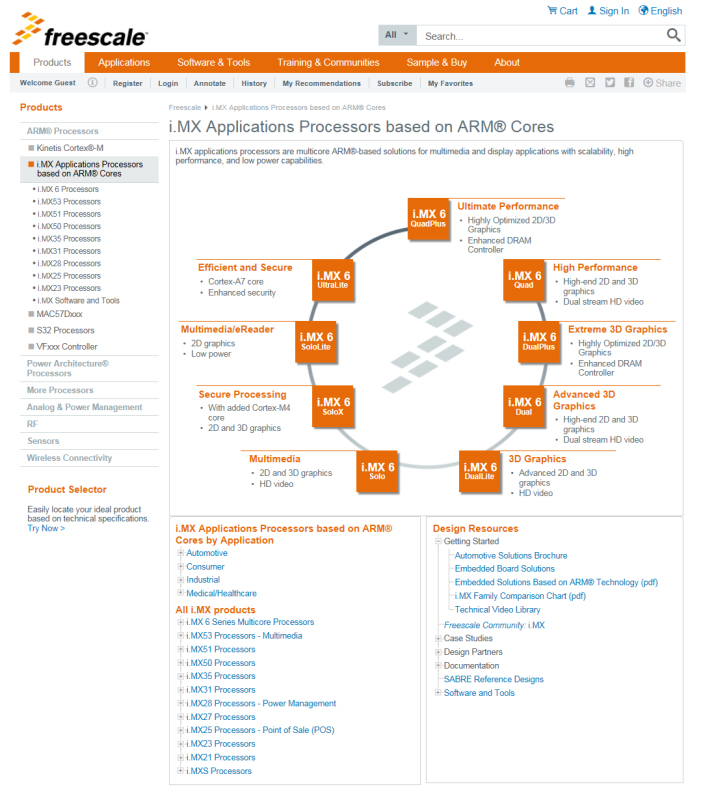 Cart Sign In English
freescale
All Search...
Products Applications Software & Tools Training & Communities Sample & Buy About
Welcome Guest Register Login Annotate History My Recommendations Subscribe My Favorites Share
Products
ARM® Processors
Kinetis Cortex®-M
i.MX Applications Processors
based on ARM® Cores
i.MX 6 Processors
i.MX53 Processors
i.MX51 Processors
i.MX50 Processors
i.MX35 Processors
i.MX31 Processors
i.MX28 Processors
i.MX25 Processors
i.MX23 Processors
i.MX Software and Tools
MAC57Dxxx
S32 Processors
VFxxx Controller
Power Architecture®
Processors
More Processors
Analog & Power Management
RF
Sensors
Wireless Connectivity
Product Selector
Easily locate your ideal product
based on technical specifications.
Try Now >
Freescale i.MX Applications Processors based on ARM® Cores
i.MX Applications Processors based on ARM® Cores
i.MX applications processors are multicore ARM®-based solutions for multimedia and display applications with scalability, high
performance, and low power capabilities.
i.MX 6
QuadPlus
Ultimate Performance
• Highly Optimized 2D/3D
Graphics
• Enhanced DRAM
Controller
Efficient and Secure
• Cortex-A7 core
• Enhanced security
i.MX 6
UltraLite
i.MX 6
Quad
High Performance
• High-end 2D and 3D
graphics
• Dual stream HD video
Multimedia/eReader
• 2D graphics
• Low power
i.MX 6
SoloLite
i.MX 6
DualPlus
Extreme 3D Graphics
• Highly Optimized 2D/3D
Graphics
• Enhanced DRAM
Controller
Secure Processing
• With added Cortex-M4
core
• 2D and 3D graphics
i.MX 6
SoloX
i.MX 6
Dual
Advanced 3D
Graphics
• High-end 2D and 3D
graphics
• Dual stream HD video
Multimedia
• 2D and 3D graphics
• HD video
i.MX 6
Solo
i.MX 6
DualLite
3D Graphics
• Advanced 2D and 3D
graphics
• HD video
i.MX Applications Processors based on ARM®
Cores by Application
Automotive
Consumer
Industrial
Medical/Healthcare
All i.MX products
i.MX 6 Series Multicore Processors
i.MX53 Processors - Multimedia
i.MX51 Processors
i.MX50 Processors
i.MX35 Processors
i.MX31 Processors
i.MX28 Processors - Power Management
i.MX27 Processors
i.MX25 Processors - Point of Sale (POS)
i.MX23 Processors
i.MX21 Processors
i.MXS Processors
Design Resources
Getting Started
Automotive Solutions Brochure
Embedded Board Solutions
Embedded Solutions Based on ARM® Technology (pdf)
i.MX Family Comparison Chart (pdf)
Technical Video Library
Freescale Community: i.MX
Case Studies
Design Partners
Documentation
SABRE Reference Designs
Software and Tools